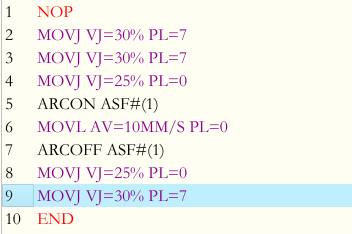 1 NOP
2 MOVJ VJ=30% PL=7
3 MOVJ VJ=30% PL=7
4 MOVJ VJ=25% PL=0
5 ARCON ASF#(1)
6 MOVL AV=10MM/S PL=0
7 ARCOFF ASF#(1)
8 MOVJ VJ=25% PL=0
9 MOVJ VJ=30% PL=7
10 END